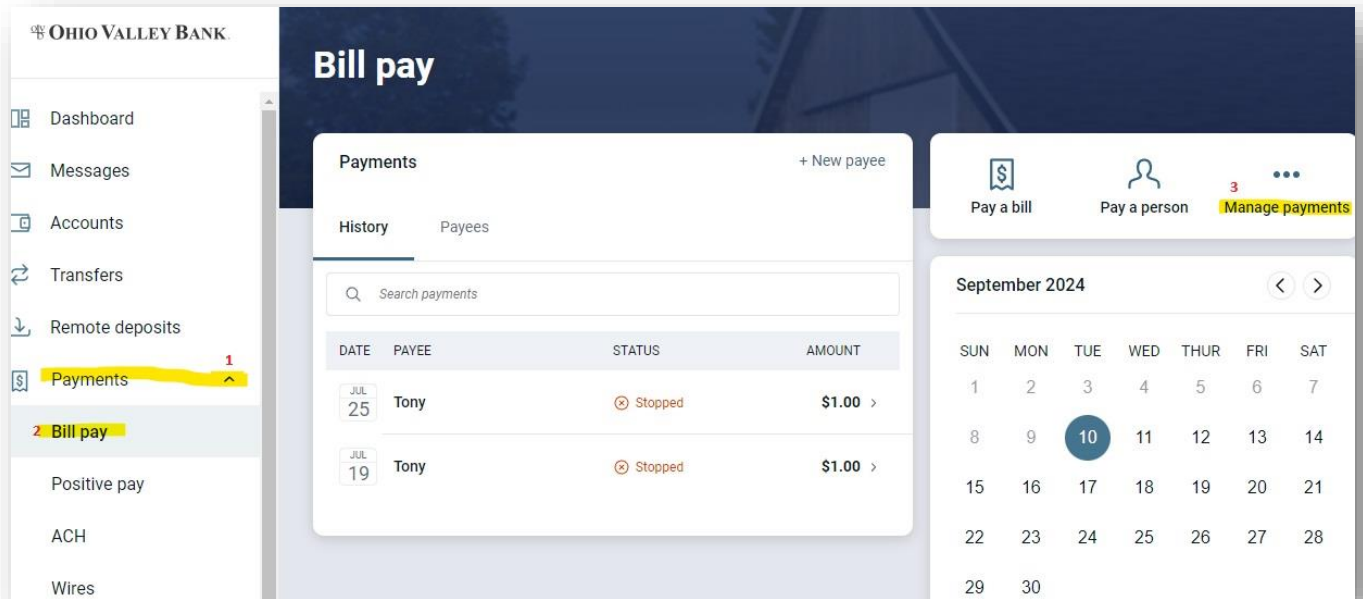 OVB OHIO VALLEY BANK.
Dashboard
Messages
Accounts
Transfers
Remote deposits
1
Payments
2 Bill pay
Positive pay
ACH
Wires
Bill pay
Payments + New payee
History Payees
Search payments
DATE PAYEE STATUS AMOUNT
JUL
25 Tony Stopped $1.00
JUL
19 Tony Stopped $1.00
3
Pay a bill Pay a person Manage payments
September 2024
SUN MON TUE WED THUR FRI SAT
1 2 3 4 5 6 7
8 9 10 11 12 13 14
15 16 17 18 19 20 21
22 23 24 25 26 27 28
29 30